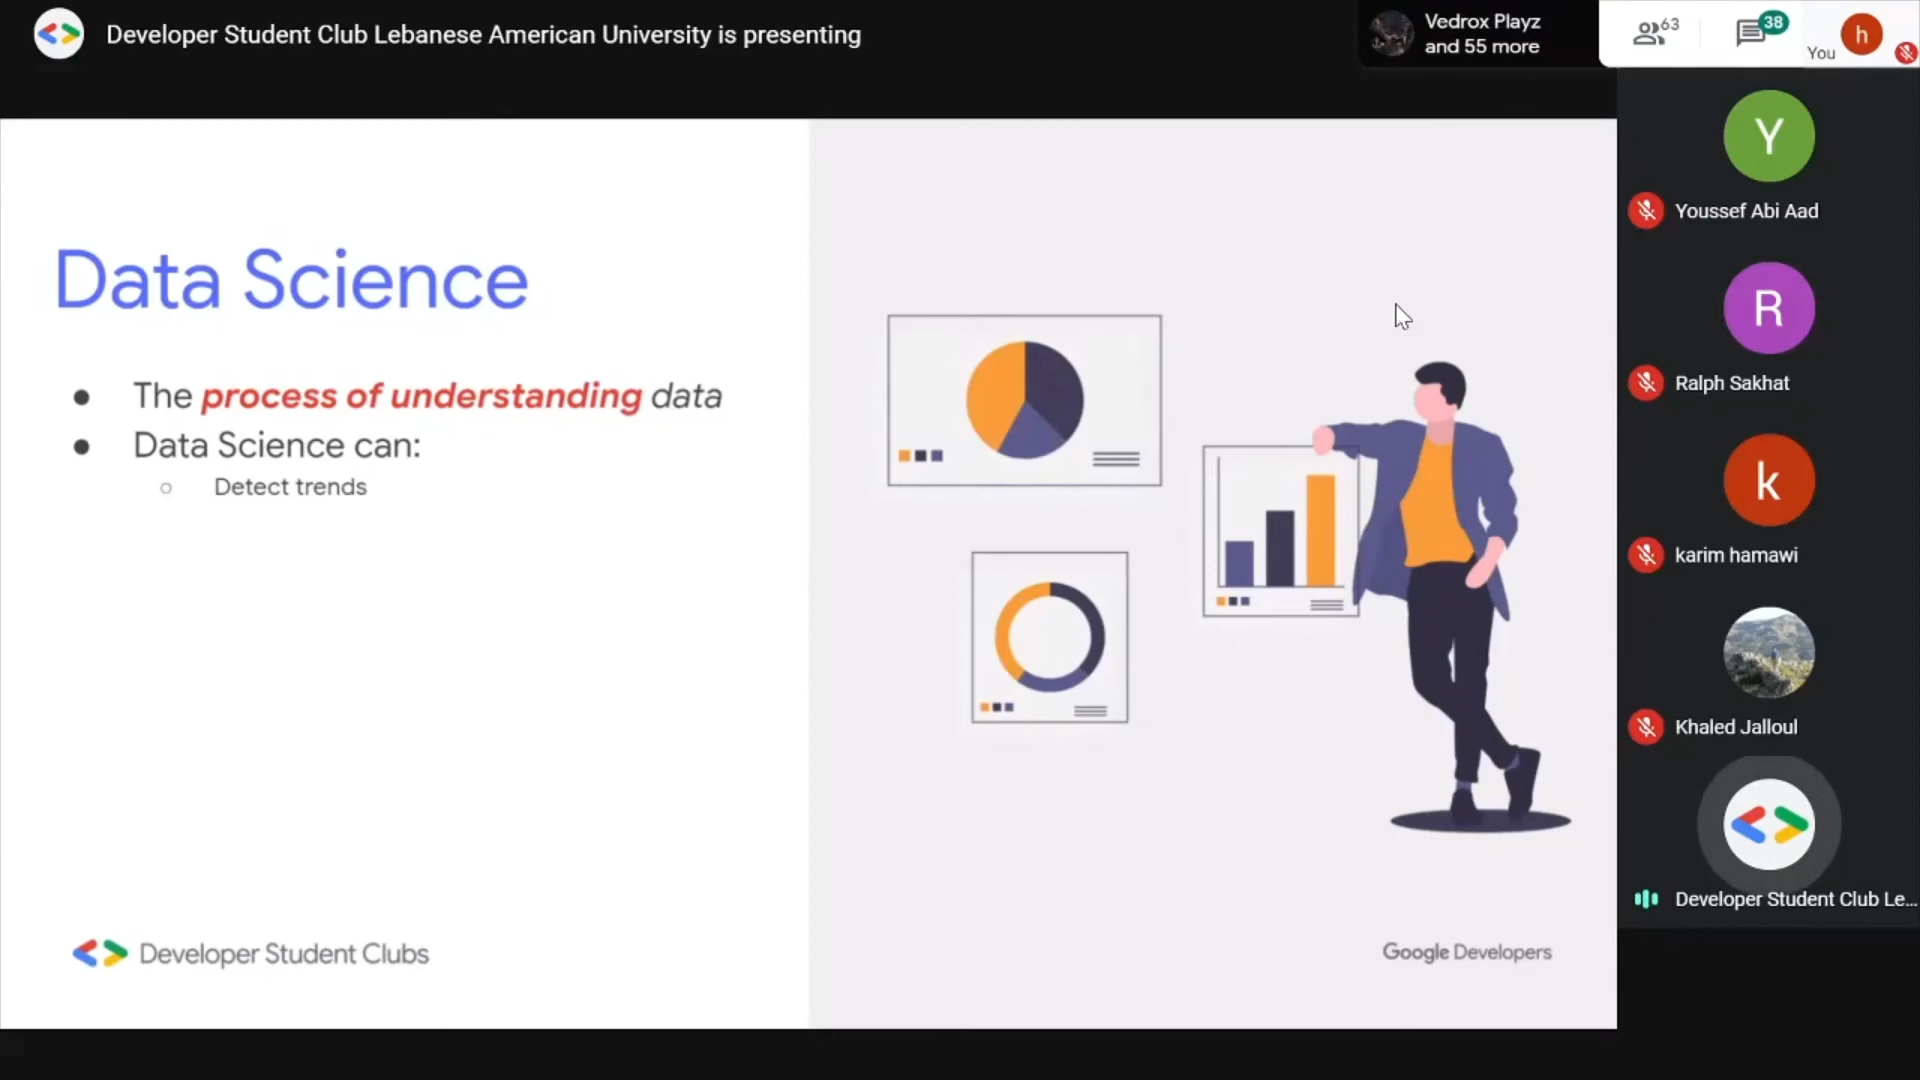 Developer Student Club Lebanese American University is presenting
Vedrox Playz
and 55 more
63
38
You
h
Y
Youssef Abi Aad
R
Ralph Sakhat
k
karim hamawi
Khaled Jalloul
Developer Student Club Le...
Data Science
● The process of understanding data
● Data Science can:
○ Detect trends
Developer Student Clubs
Google Developers